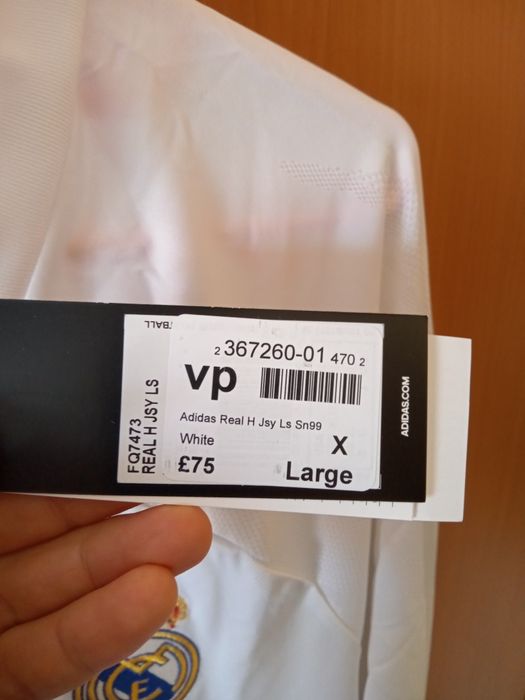 TBALL
2 367260-01 470 2
vp
Adidas Real H Jsy Ls Sn99
White
X
£75
Large
FQ7473
REAL H JSY LS
ADIDAS.COM